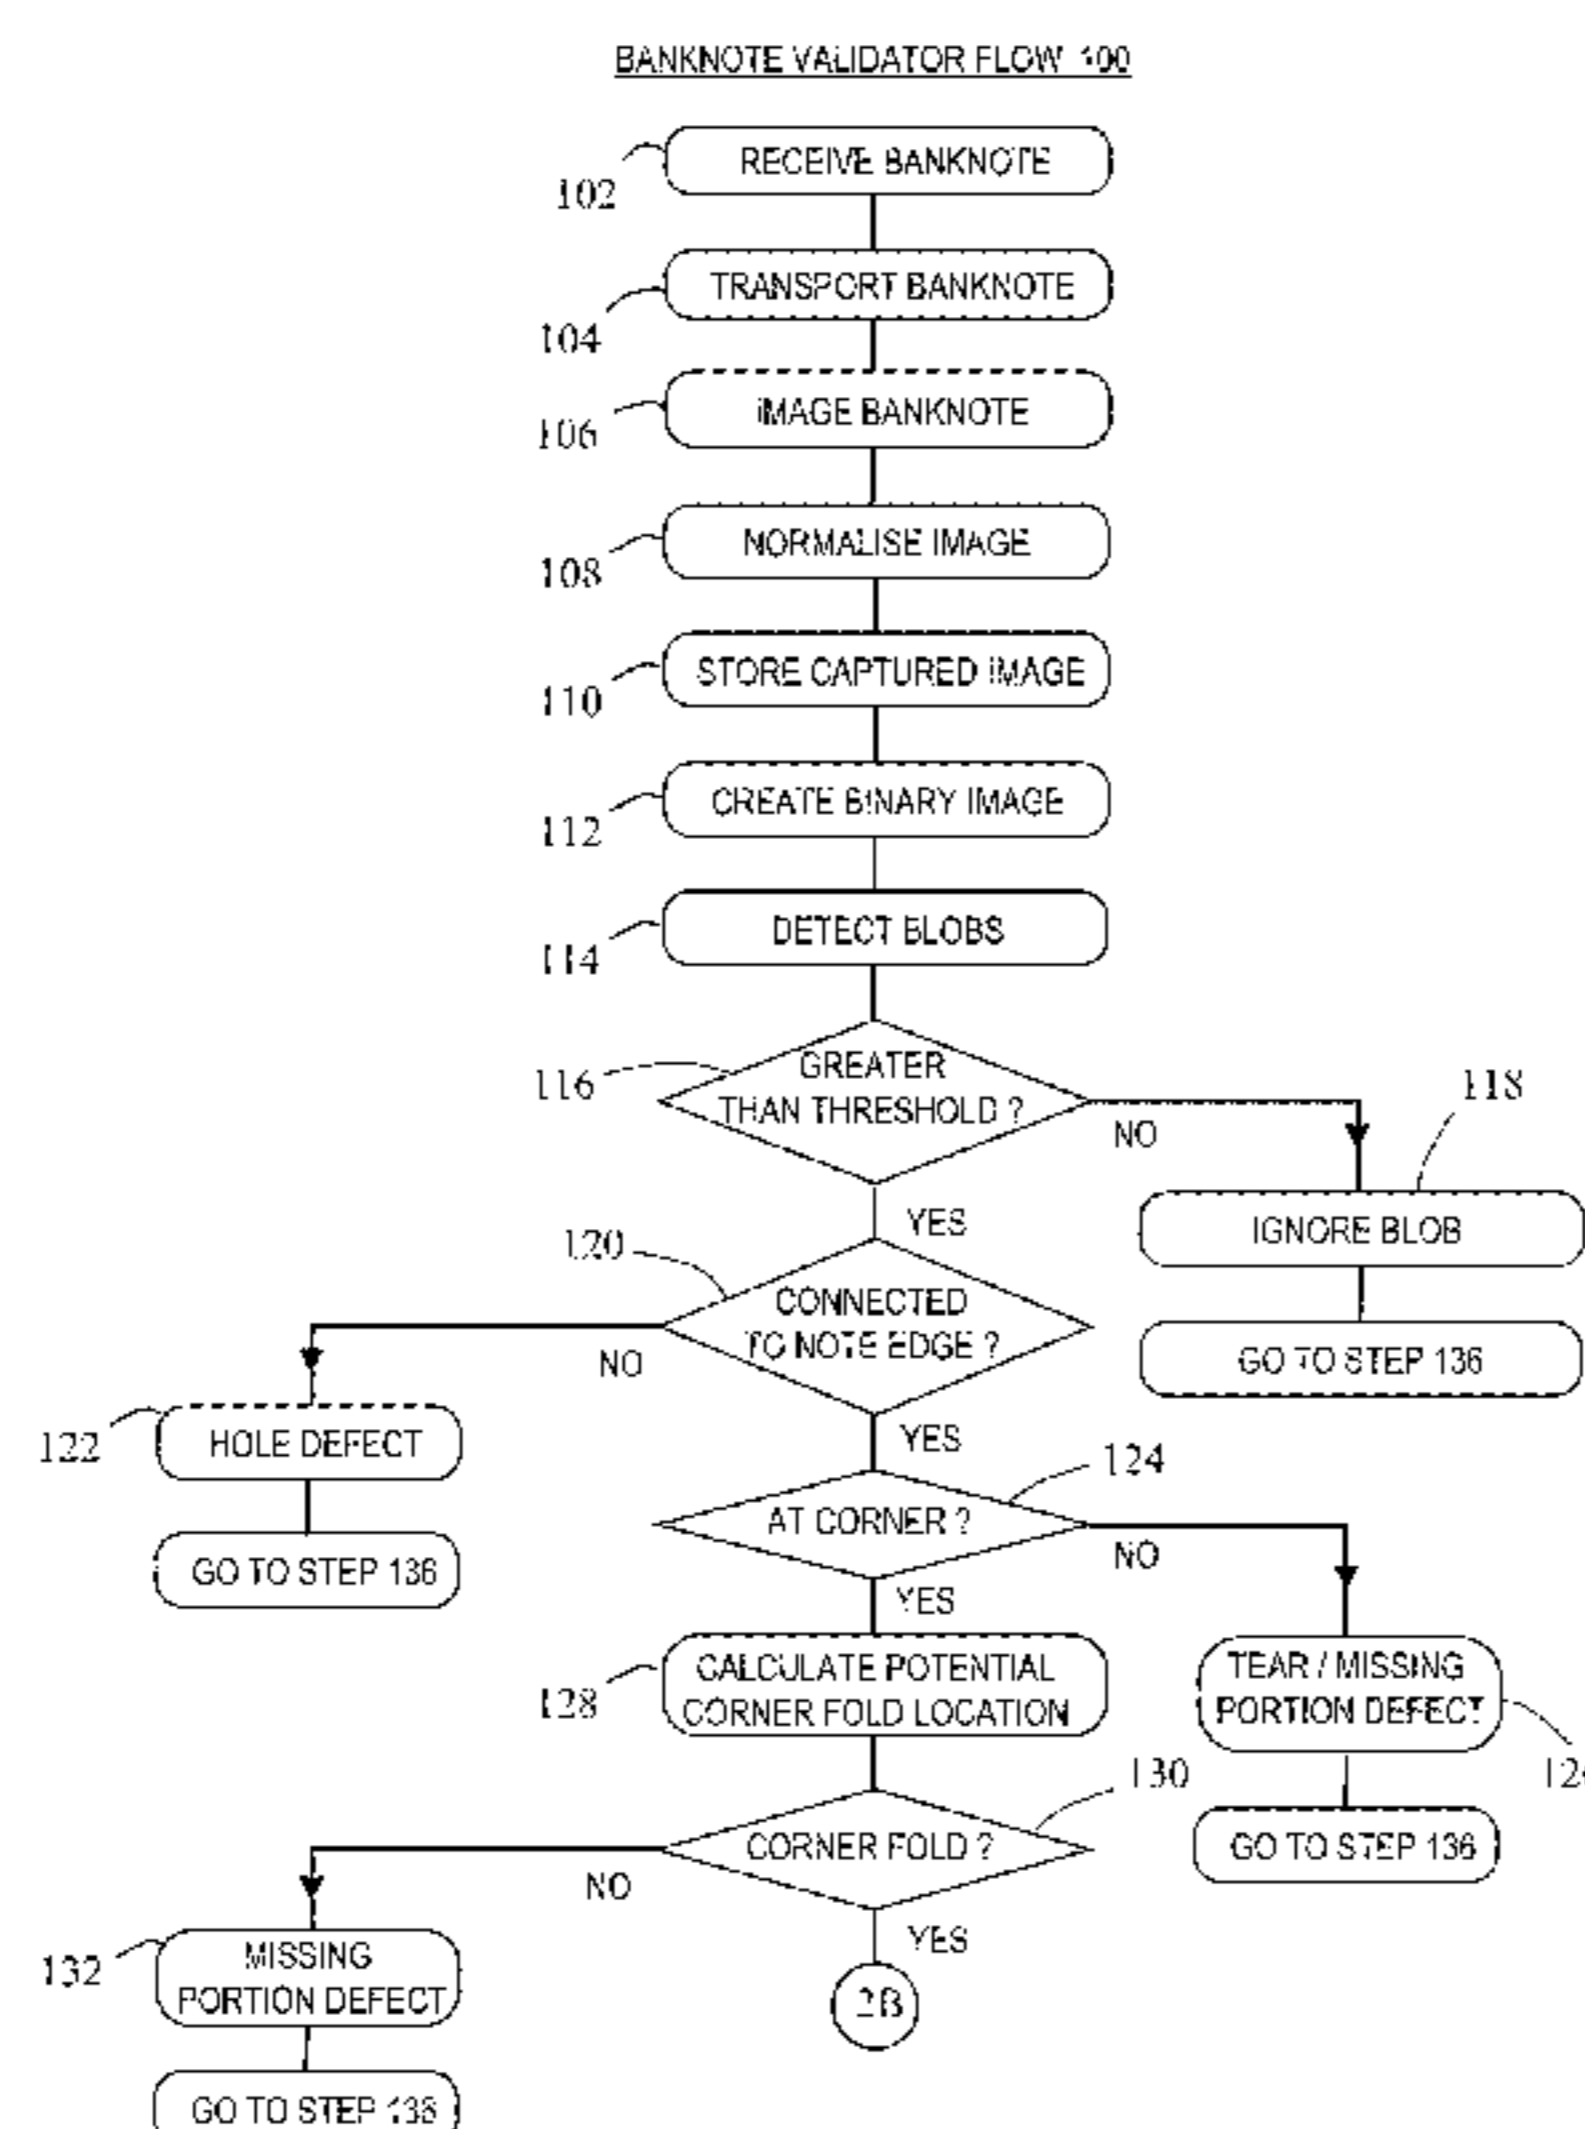 BANKNOTE VALIDATOR FLOW 100
RECEIVE BANKNOTE
102
TRANSPORT BANKNOTE
104
IMAGE BANKNOTE
106
NORMALISE IMAGE
108
STORE CAPTURED IMAGE
110
CREATE BINARY IMAGE
112
DETECT BLOBS
114
GREATER
THAN THRESHOLD ?
116
NO
118
IGNORE BLOB
GO TO STEP 136
YES
120
CONNECTED
TO NOTE EDGE ?
NO
122
HOLE DEFECT
GO TO STEP 136
YES
124
AT CORNER ?
NO
TEAR / MISSING
PORTION DEFECT
GO TO STEP 136
YES
CALCULATE POTENTIAL
CORNER FOLD LOCATION
128
130
CORNER FOLD ?
NO
132
MISSING
PORTION DEFECT
GO TO STEP 136
YES
2B